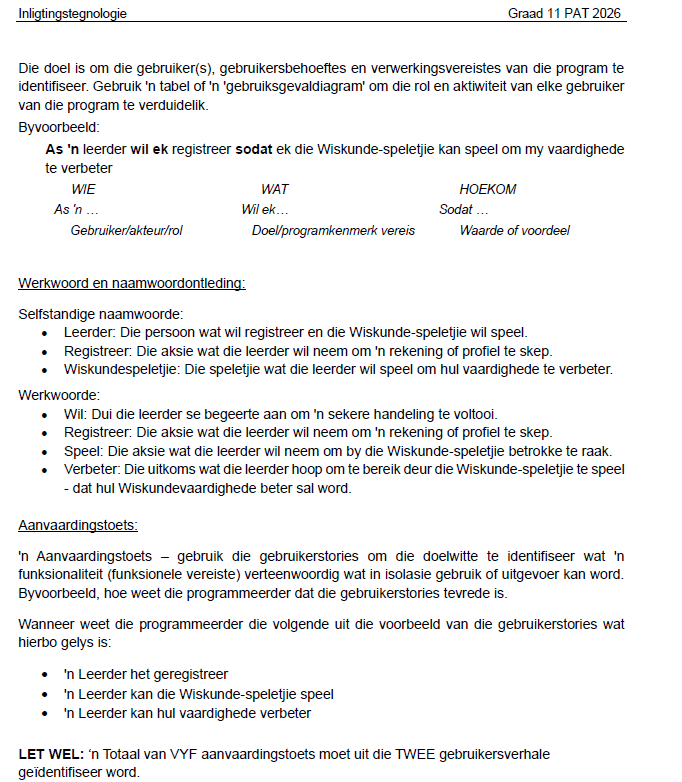 Inligtingstegnologie Graad 11 PAT 2026
Die doel is om die gebruiker(s), gebruikersbehoeftes en verwerkingsvereistes van die program te
identifiseer. Gebruik 'n tabel of 'n 'gebruiksgevaldiagram' om die rol en aktiwiteit van elke gebruiker
van die program te verduidelik.
Byvoorbeeld:
As 'n leerder wil ek registreer sodat ek die Wiskunde-speletjie kan speel om my vaardighede
te verbeter
WIE WAT HOEKOM
As 'n … Wil ek… Sodat …
Gebruiker/akteur/rol Doel/programkenmerk vereis Waarde of voordeel
Werkwoord en naamwoordontleding:
Selfstandige naamwoorde:
• Leerder: Die persoon wat wil registreer en die Wiskunde-speletjie wil speel.
• Registreer: Die aksie wat die leerder wil neem om 'n rekening of profiel te skep.
• Wiskundespeletjie: Die speletjie wat die leerder wil speel om hul vaardighede te verbeter.
Werkwoorde:
• Wil: Dui die leerder se begeerte aan om 'n sekere handeling te voltooi.
• Registreer: Die aksie wat die leerder wil neem om 'n rekening of profiel te skep.
• Speel: Die aksie wat die leerder wil neem om by die Wiskunde-speletjie betrokke te raak.
• Verbeter: Die uitkoms wat die leerder hoop om te bereik deur die Wiskunde-speletjie te speel
- dat hul Wiskundevaardighede beter sal word.
Aanvaardingstoets:
'n Aanvaardingstoets – gebruik die gebruikerstories om die doelwitte te identifiseer wat 'n
funksionaliteit (funksionele vereiste) verteenwoordig wat in isolasie gebruik of uitgevoer kan word.
Byvoorbeeld, hoe weet die programmeerder dat die gebruikerstories tevrede is.
Wanneer weet die programmeerder die volgende uit die voorbeeld van die gebruikerstories wat
hierbo gelys is:
• 'n Leerder het geregistreer
• 'n Leerder kan die Wiskunde-speletjie speel
• 'n Leerder kan hul vaardighede verbeter
LET WEL: 'n Totaal van VYF aanvaardingstoets moet uit die TWEE gebruikersverhale
geïdentifiseer word.